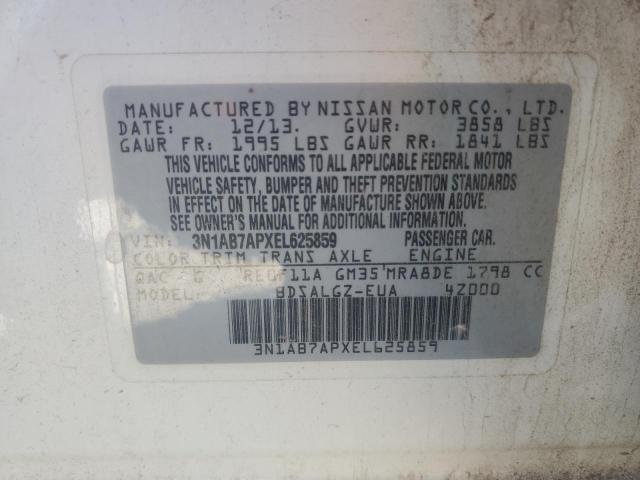 MANUFACTURED BY NISSAN MOTOR CO., LTD.
DATE: 12/13. GVWR: 3858 LBS
GAWR FR: 1995 LBS GAWR RR: 1841 LBS
THIS VEHICLE CONFORMS TO ALL APPLICABLE FEDERAL MOTOR
VEHICLE SAFETY, BUMPER AND THEFT PREVENTION STANDARDS
IN EFFECT ON THE DATE OF MANUFACTURE SHOWN ABOVE.
SEE OWNER'S MANUAL FOR ADDITIONAL INFORMATION.
VIN: 3N1AB7APXEL625859 PASSENGER CAR.
COLOR TRIM TRANS AXLE ENGINE
QAC G RE0F11A GM35 MRA8DE 1798 CC
MODEL: BDSALGZ-EUA 4Z000
3N1AB7APXEL625859